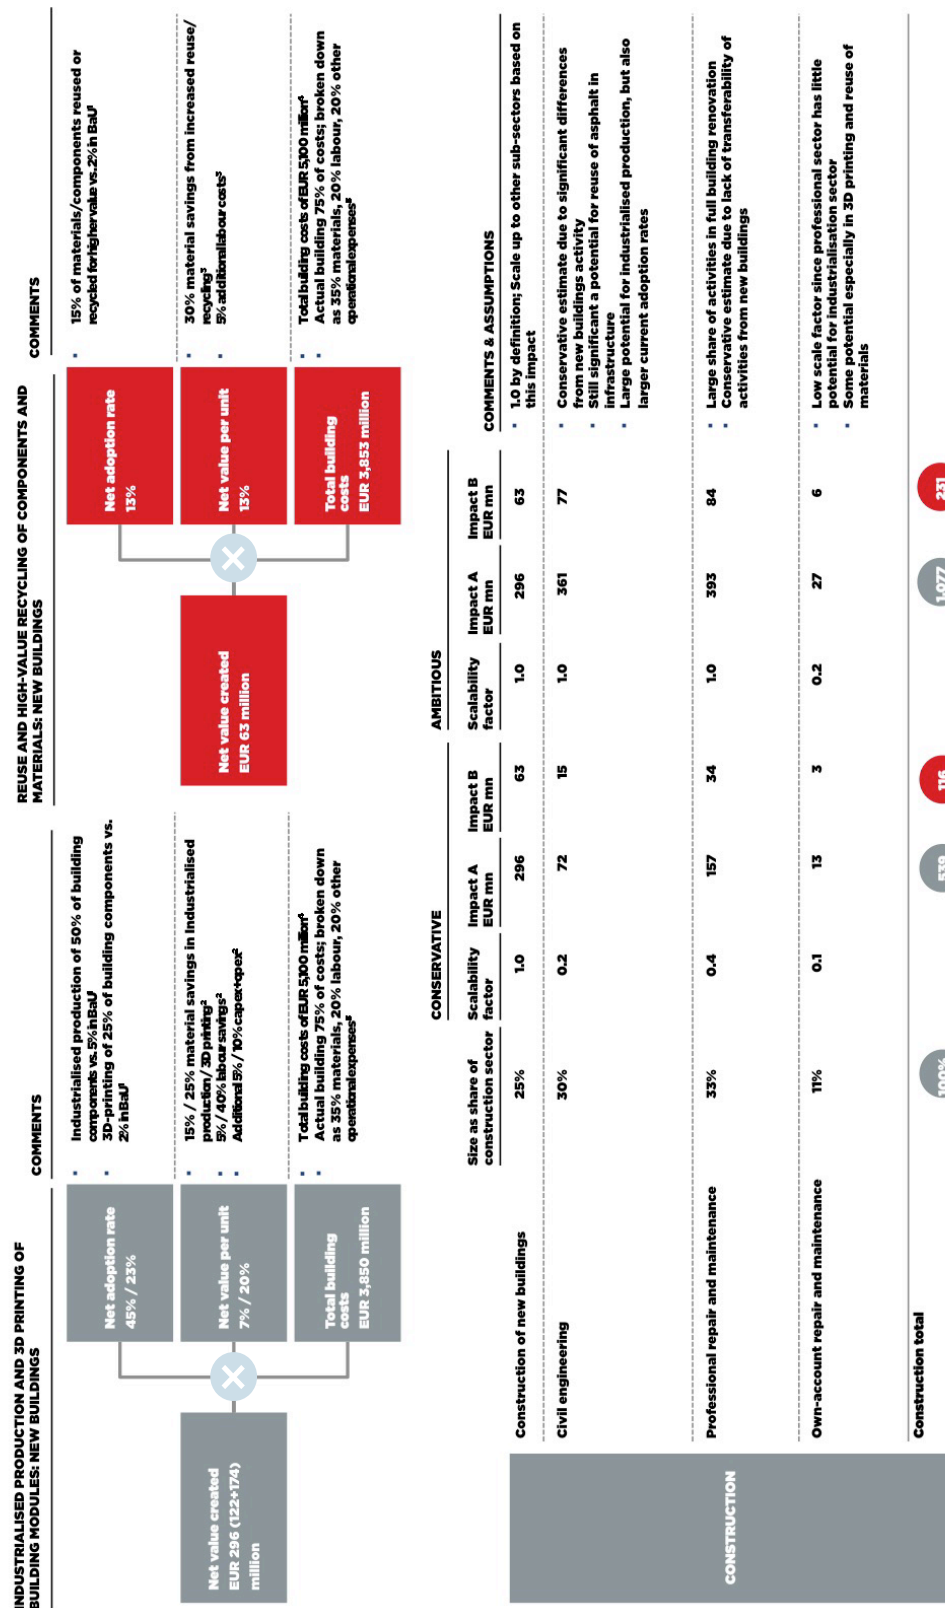 INDUSTRIALISED PRODUCTION AND 3D PRINTING OF
BUILDING MODULES: NEW BUILDINGS
COMMENTS
Net value created
EUR 296 (122+174)
million
Net adoption rate
45% / 23%
Industrialised production of 50% of building
components vs. 5% in BaU¹
3D-printing of 25% of building components vs.
2% in BaU¹
Net value per unit
7% / 20%
15% / 25% material savings in Industrialised
production / 3D printing²
5% / 40% labour savings²
Additional 5% / 10% capex+opex²
Total building
costs
EUR 3,850 million
Total building costs of EUR 5,100 million⁴
Actual building 75% of costs; broken down
as 35% materials, 20% labour, 20% other
operational expenses⁵
REUSE AND HIGH-VALUE RECYCLING OF COMPONENTS AND
MATERIALS: NEW BUILDINGS
COMMENTS
Net value created
EUR 63 million
Net adoption rate
13%
15% of materials/components reused or
recycled for higher value vs. 2% in BaU¹
Net value per unit
13%
30% material savings from increased reuse/
recycling³
5% additional labour costs³
Total building
costs
EUR 3,853 million
Total building costs of EUR 5,100 million⁴
Actual building 75% of costs; broken down
as 35% materials, 20% labour, 20% other
operational expenses⁵
CONSERVATIVE
AMBITIOUS
Size as share of
construction sector
Scalability
factor
Impact A
EUR mn
Impact B
EUR mn
Scalability
factor
Impact A
EUR mn
Impact B
EUR mn
COMMENTS & ASSUMPTIONS
CONSTRUCTION
Construction of new buildings
25%
1.0
296
63
1.0
296
63
1.0 by definition; Scale up to other sub-sectors based on
this impact
Civil engineering
30%
0.2
72
15
1.0
361
77
Conservative estimate due to significant differences
from new buildings activity
Still significant a potential for reuse of asphalt in
infrastructure
Large potential for industrialised production, but also
larger current adoption rates
Professional repair and maintenance
33%
0.4
157
34
1.0
393
84
Large share of activities in full building renovation
Conservative estimate due to lack of transferability of
activities from new buildings
Own-account repair and maintenance
11%
0.1
13
3
0.2
27
6
Low scale factor since professional sector has little
potential for industrialisation sector
Some potential especially in 3D printing and reuse of
materials
Construction total
100%
539
116
1,077
231